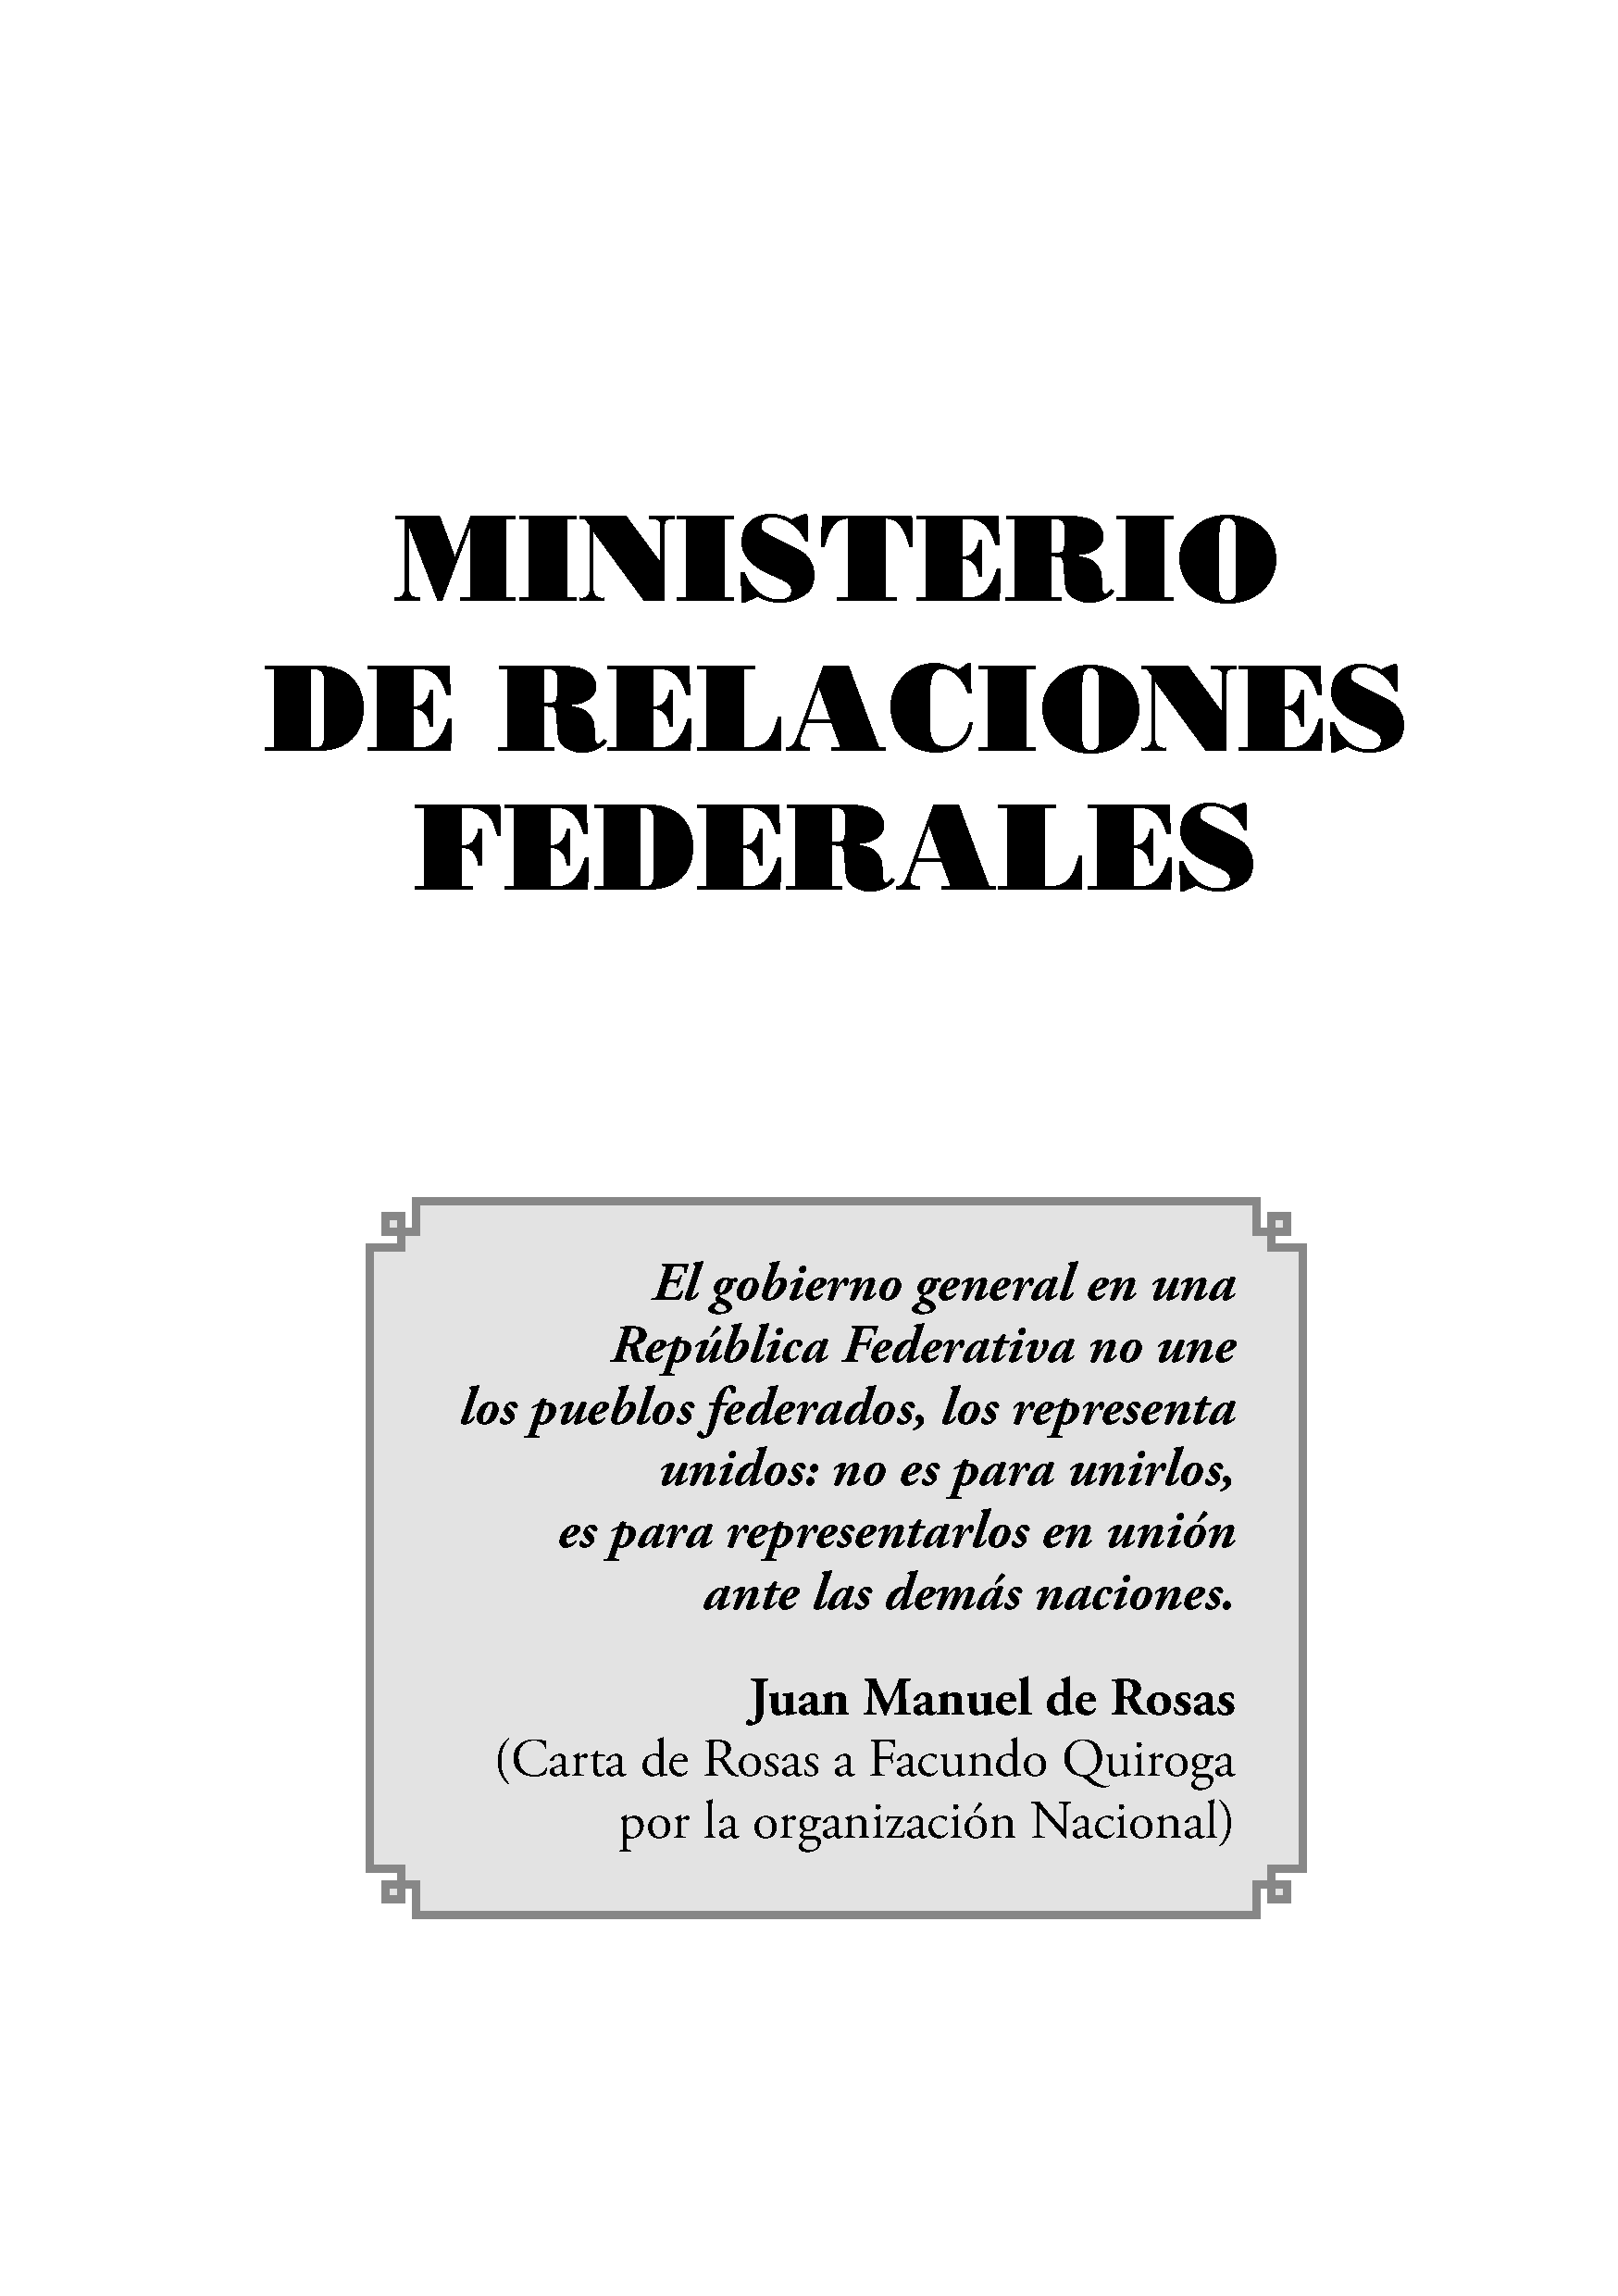 MINISTERIO
DE RELACIONES
FEDERALES
El gobierno general en una
República Federativa no une
los pueblos federados, los representa
unidos: no es para unirlos,
es para representarlos en unión
ante las demás naciones.
Juan Manuel de Rosas
(Carta de Rosas a Facundo Quiroga
por la organización Nacional)